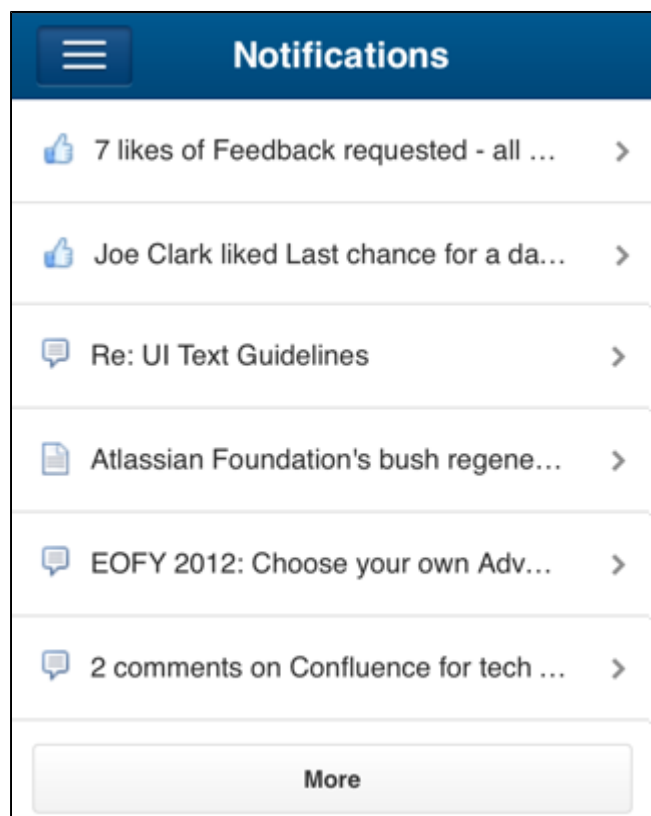 Notifications
7 likes of Feedback requested - all ...
Joe Clark liked Last chance for a da...
Re: UI Text Guidelines
Atlassian Foundation's bush regene...
EOFY 2012: Choose your own Adv...
2 comments on Confluence for tech ...
More